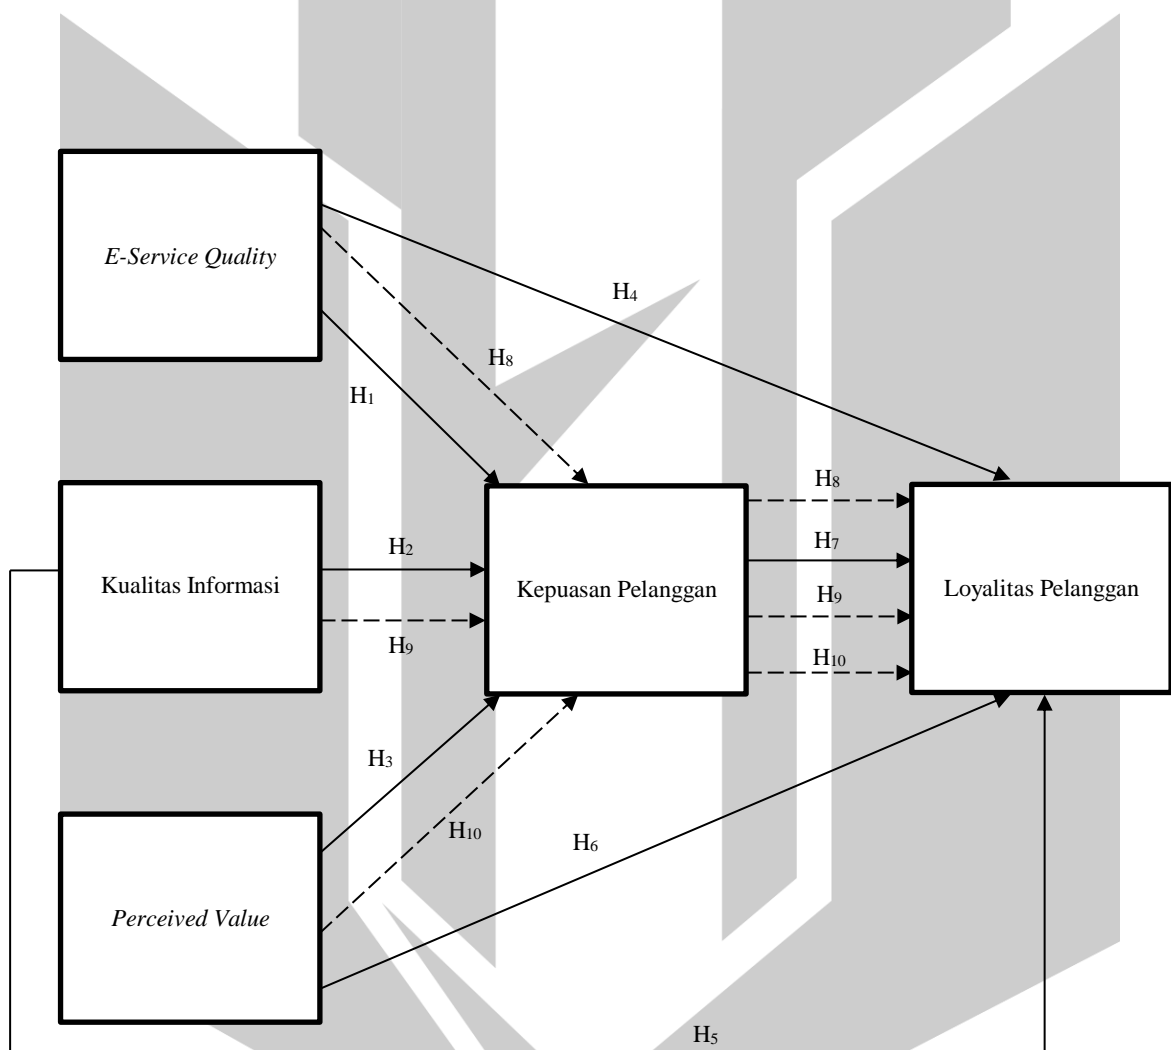 E-Service Quality
H4
H8
H1
H8
H2
H7
Kualitas Informasi
Kepuasan Pelanggan
Loyalitas Pelanggan
H9
H9
H10
H3
H10
H6
Perceived Value
H5